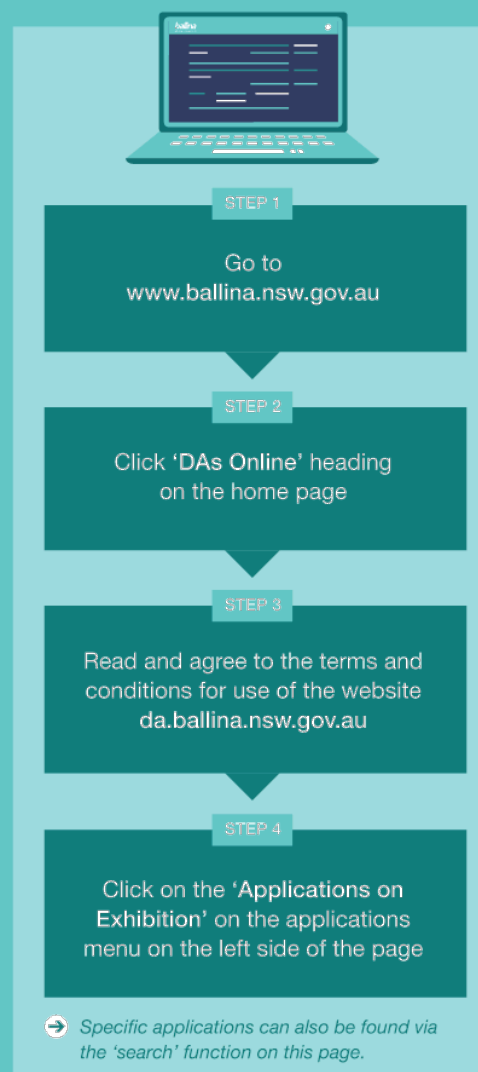 ballina
STEP 1
Go to
www.ballina.nsw.gov.au
STEP 2
Click ‘DAs Online’ heading
on the home page
STEP 3
Read and agree to the terms and
conditions for use of the website
da.ballina.nsw.gov.au
STEP 4
Click on the ‘Applications on
Exhibition’ on the applications
menu on the left side of the page
Specific applications can also be found via
the ‘search’ function on this page.